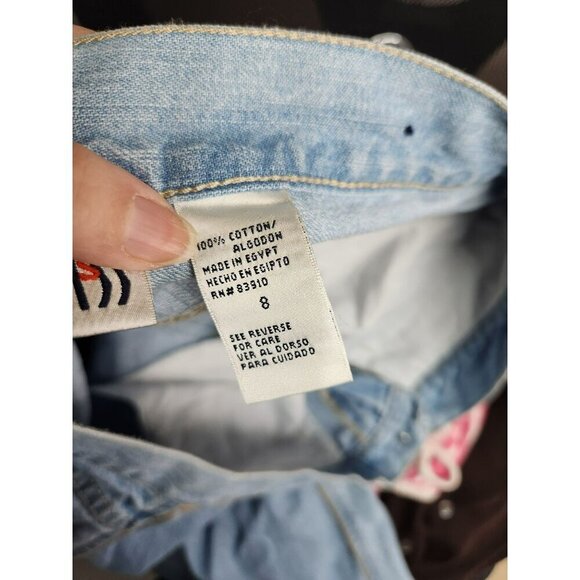 100% COTTON/
ALGODON
MADE IN EGYPT
HECHO EN EGIPTO
RN# 83910
8
SEE REVERSE
FOR CARE
VER AL DORSO
PARA CUIDADO